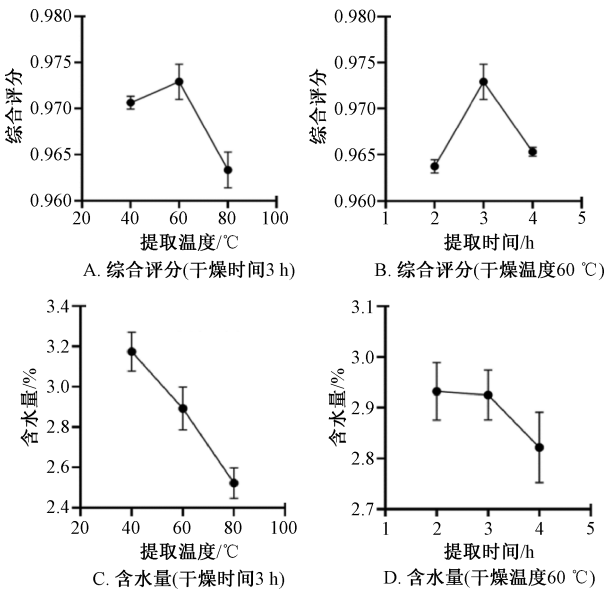 综合评分
0.980
0.975
0.970
0.965
0.960
20 40 60 80 100
提取温度/℃
A. 综合评分(干燥时间3 h)
综合评分
0.980
0.975
0.970
0.965
0.960
1 2 3 4 5
提取时间/h
B. 综合评分(干燥温度60 ℃)
含水量/%
3.4
3.2
3.0
2.8
2.6
2.4
20 40 60 80 100
提取温度/℃
C. 含水量(干燥时间3 h)
含水量/%
3.1
3.0
2.9
2.8
2.7
1 2 3 4 5
提取时间/h
D. 含水量(干燥温度60 ℃)